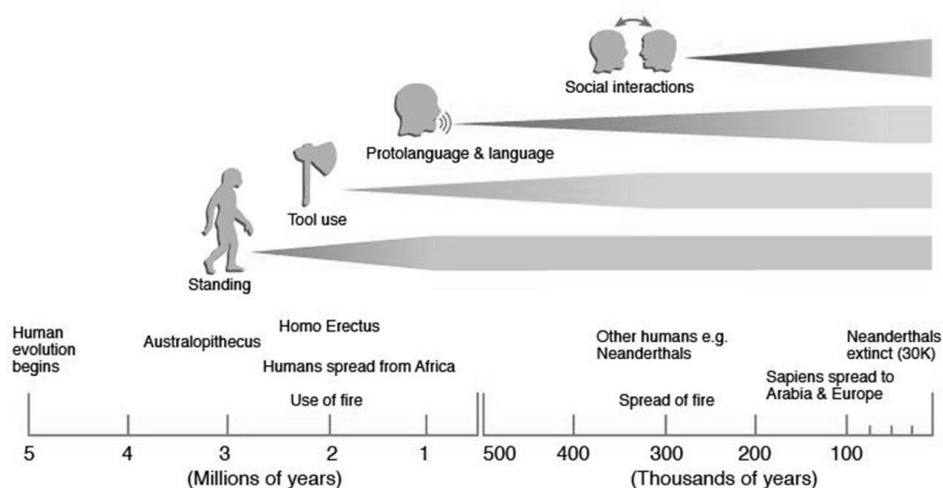 Social interactions
Protolanguage & language
Tool use
Standing
Human
evolution
begins
Australopithecus
Homo Erectus
Humans spread from Africa
Use of fire
Other humans e.g.
Neanderthals
Spread of fire
Neanderthals
extinct (30K)
Sapiens spread to
Arabia & Europe
5 4 3 2 1 500 400 300 200 100
(Millions of years) (Thousands of years)